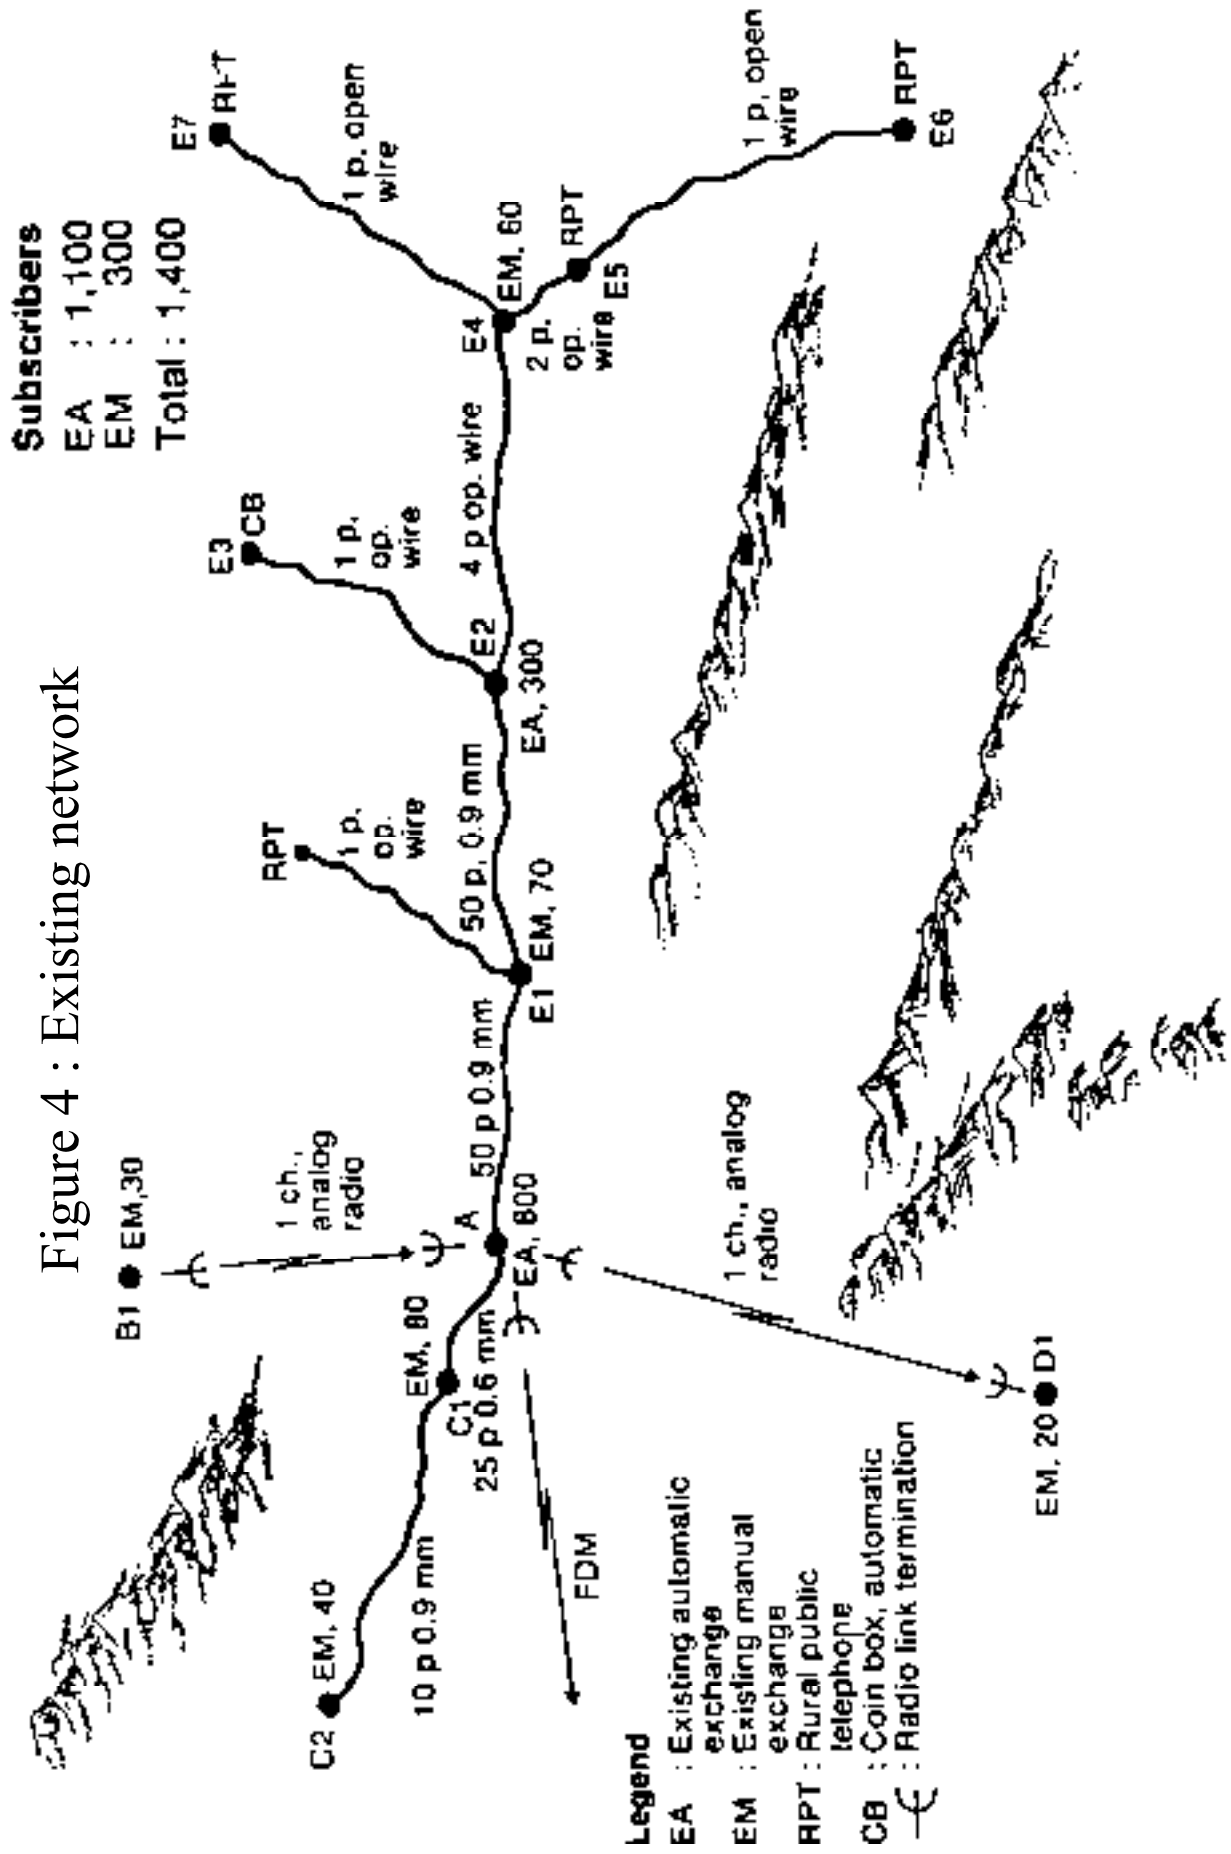 Figure 4 : Existing network
Subscribers
EA : 1,100
EM : 300
Total : 1,400
B1
EM,30
1 ch.,
analog
radio
C2
EM, 40
10 p 0.9 mm
EM, 80
C1
25 p 0.6 mm
A
EA, 800
50 p 0.9 mm
E1
EM, 70
RPT
1 p.
op.
wire
50 p, 0.9 mm
E2
EA, 300
E3
CB
1 p.
op.
wire
4 p op. wire
E4
EM, 60
E7
RPT
1 p, open
wire
2 p.
op.
wire
E5
RPT
1 p, open
wire
RPT
E6
FDM
1 ch., analog
radio
EM, 20
D1
Legend
EA : Existing automatic
exchange
EM : Existing manual
exchange
RPT : Rural public
telephone
CB : Coin box, automatic
: Radio link termination